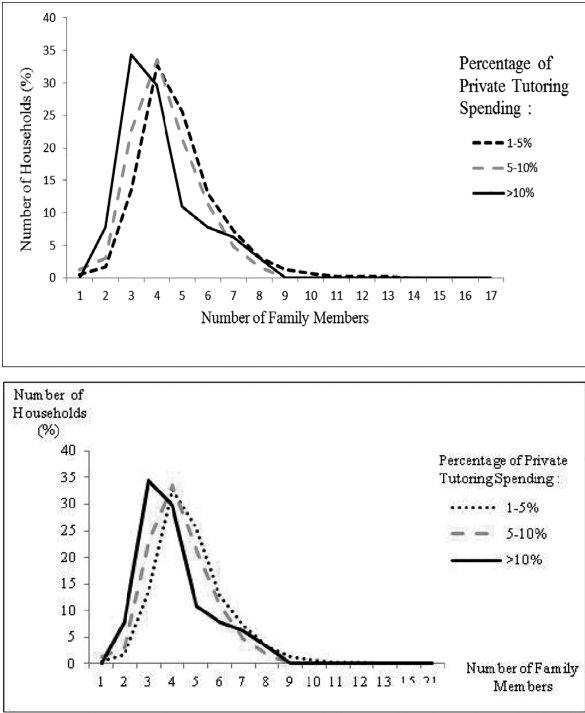 40
35
30
25
20
15
10
5
0
Number of Households (%)
1 2 3 4 5 6 7 8 9 10 11 12 13 14 15 16 17
Number of Family Members
Percentage of
Private Tutoring
Spending :
1-5%
5-10%
>10%
Number of
Households
(%)
40
35
30
25
20
15
10
5
0
1 2 3 4 5 6 7 8 9 10 11 12 13 15 21
Number of Family
Members
Percentage of Private
Tutoring Spending :
1-5%
5-10%
>10%